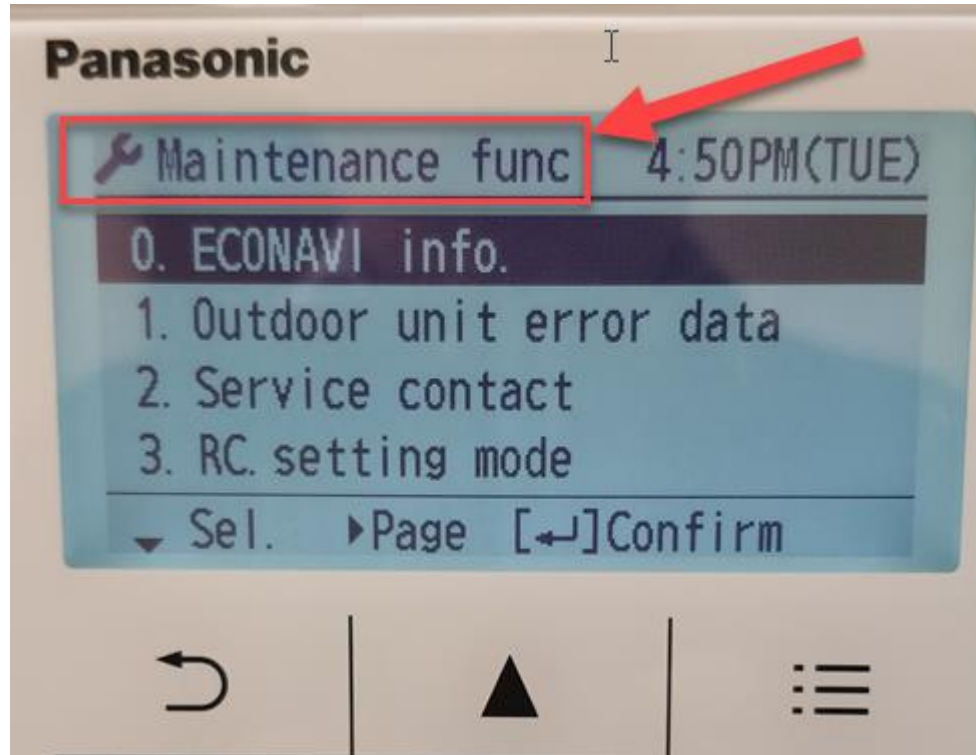 Panasonic
Maintenance func 4:50PM(TUE)
0. ECONAVI info.
1. Outdoor unit error data
2. Service contact
3. RC. setting mode
Sel. Page [↵]Confirm